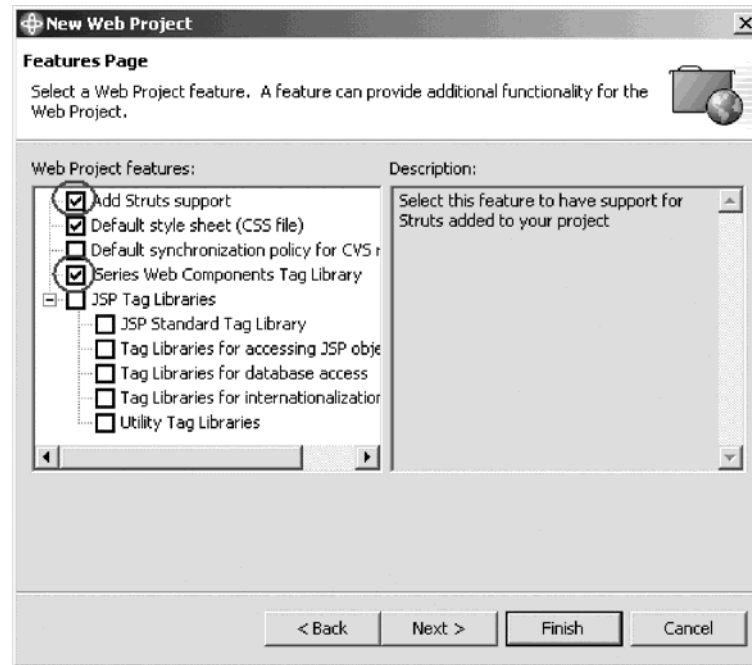 New Web Project
Features Page
Select a Web Project feature. A feature can provide additional functionality for the
Web Project.
Web Project features:
Add Struts support
Default style sheet (CSS file)
Default synchronization policy for CVS r
iSeries Web Components Tag Library
JSP Tag Libraries
JSP Standard Tag Library
Tag Libraries for accessing JSP obje
Tag Libraries for database access
Tag Libraries for internationalization
Utility Tag Libraries
Description:
Select this feature to have support for
Struts added to your project
< Back
Next >
Finish
Cancel